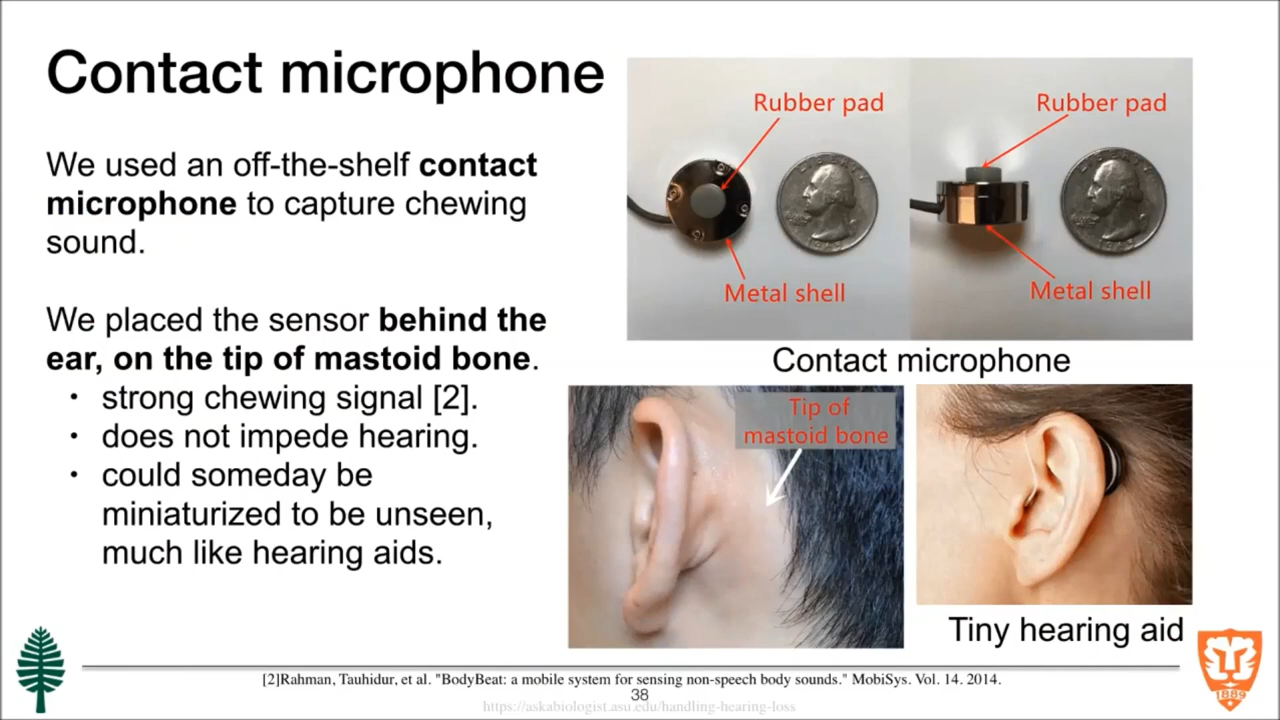 Contact microphone
We used an off-the-shelf contact
microphone to capture chewing
sound.
We placed the sensor behind the
ear, on the tip of mastoid bone.
• strong chewing signal [2].
• does not impede hearing.
• could someday be
miniaturized to be unseen,
much like hearing aids.
Rubber pad
Metal shell
Rubber pad
Metal shell
Contact microphone
Tip of
mastoid bone
Tiny hearing aid
[2]Rahman, Tauhidur, et al. "BodyBeat: a mobile system for sensing non-speech body sounds." MobiSys. Vol. 14. 2014.
38
https://askabiologist.asu.edu/handling-hearing-loss
1889